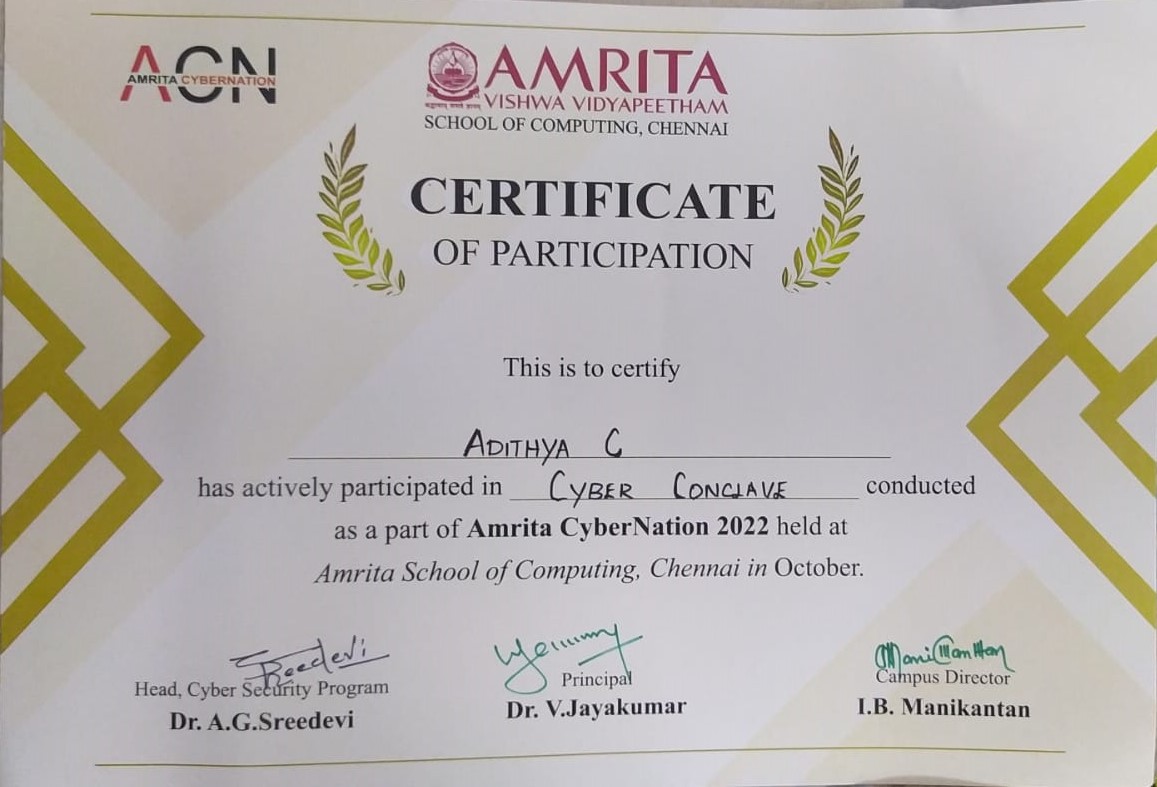 ACN
AMRITA CYBERNATION
AMRITA
VISHWA VIDYAPEETHAM
SCHOOL OF COMPUTING, CHENNAI
CERTIFICATE
OF PARTICIPATION
This is to certify
ADITHYA C
has actively participated in CYBER CONCLAVE conducted
as a part of Amrita CyberNation 2022 held at
Amrita School of Computing, Chennai in October.
Sreedevi
Head, Cyber Security Program
Dr. A.G.Sreedevi
Principal
Dr. V.Jayakumar
Campus Director
I.B. Manikantan